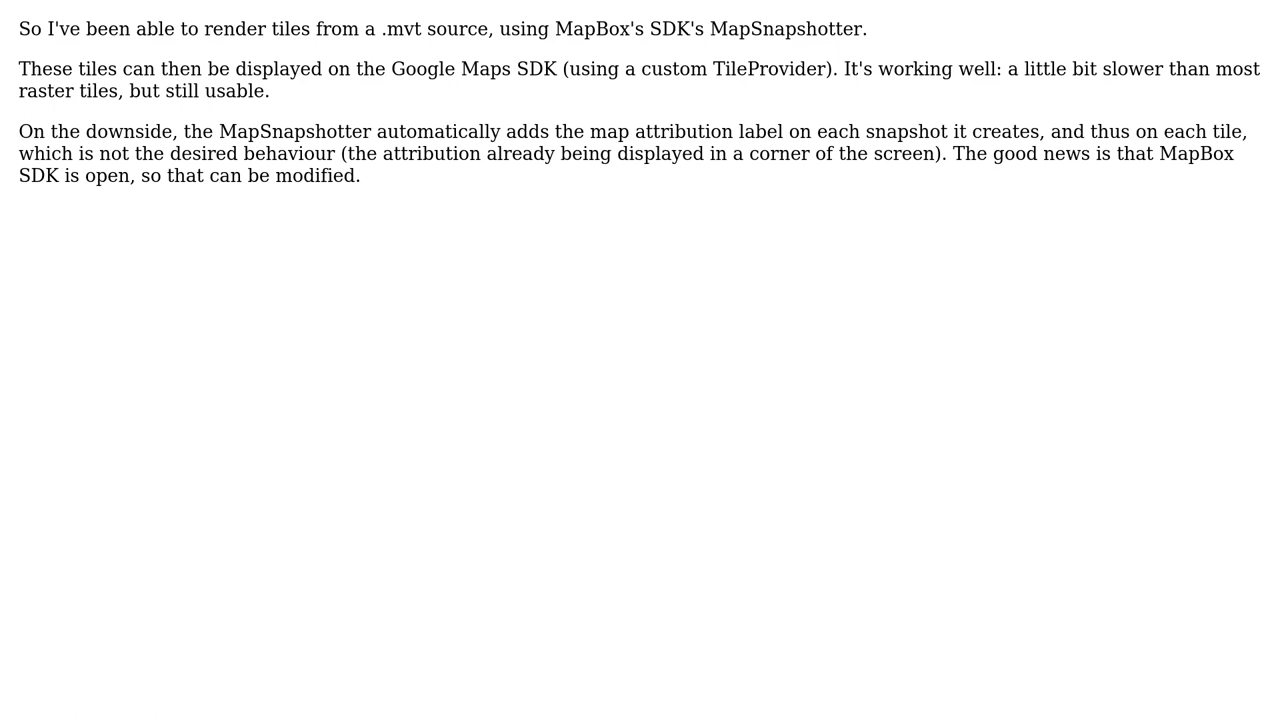 So I've been able to render tiles from a .mvt source, using MapBox's SDK's MapSnapshotter.
These tiles can then be displayed on the Google Maps SDK (using a custom TileProvider). It's working well: a little bit slower than most
raster tiles, but still usable.
On the downside, the MapSnapshotter automatically adds the map attribution label on each snapshot it creates, and thus on each tile,
which is not the desired behaviour (the attribution already being displayed in a corner of the screen). The good news is that MapBox
SDK is open, so that can be modified.